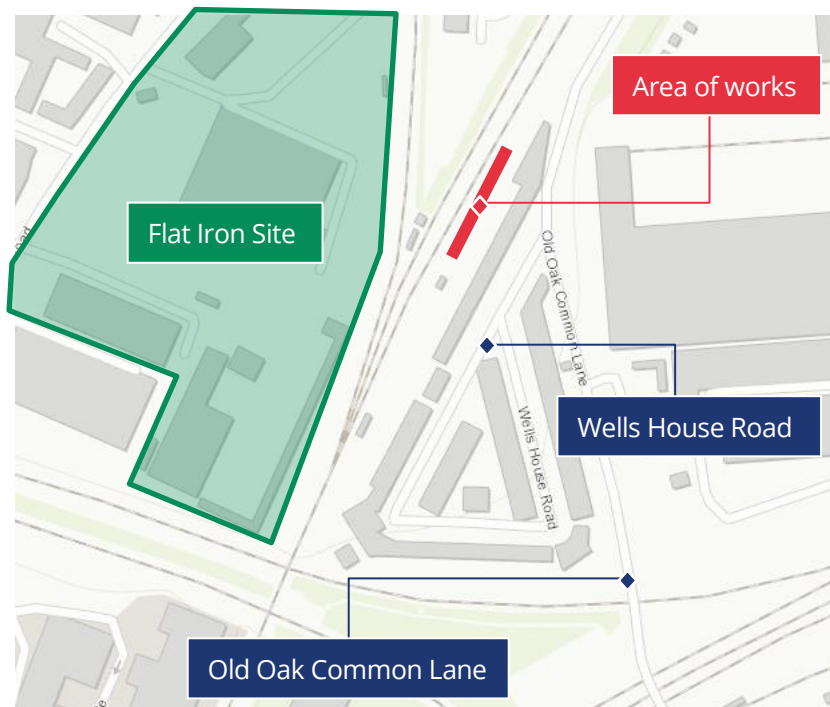 Area of works
Flat Iron Site
Old Oak Common Lane
Wells House Road
Wells House Road
Old Oak Common Lane